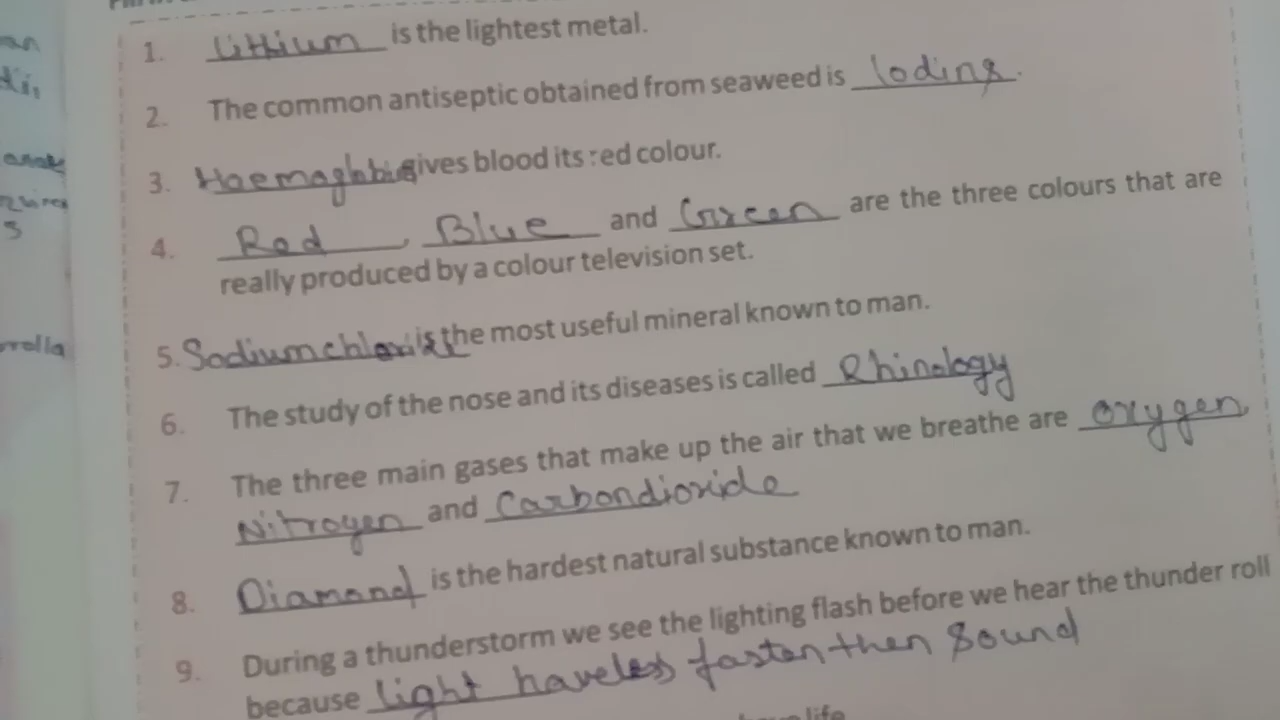 an
1. Lithium is the lightest metal.
2. The common antiseptic obtained from seaweed is Iodine.
3. Haemaglobin gives blood its red colour.
4. Red, Blue and Green are the three colours that are
really produced by a colour television set.
5. Sodium chloride is the most useful mineral known to man.
6. The study of the nose and its diseases is called Rhinology
7. The three main gases that make up the air that we breathe are oxygen,
Nitrogen and Carbondioxide
8. Diamond is the hardest natural substance known to man.
9. During a thunderstorm we see the lighting flash before we hear the thunder roll
because light faster then Sound
life